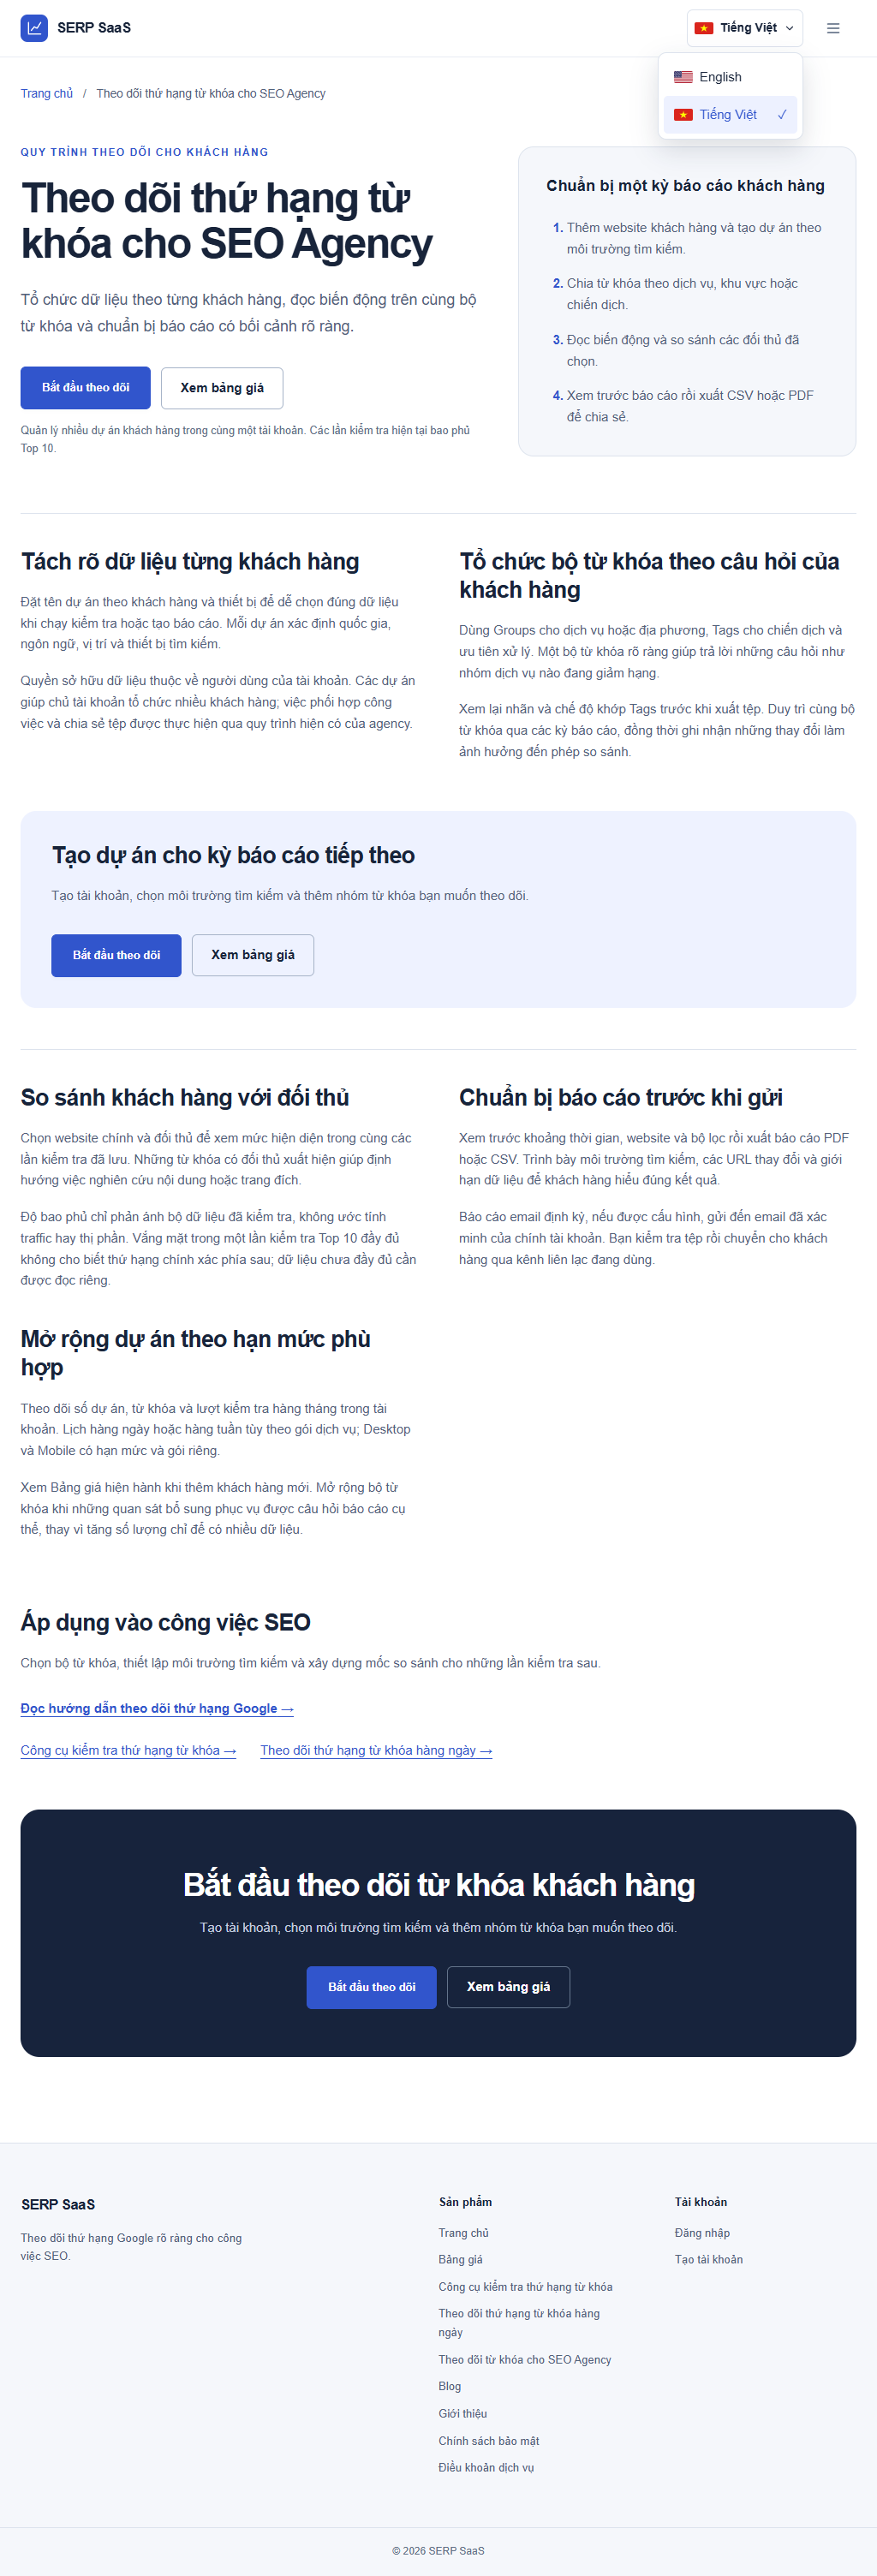 SERP SaaS
Tiếng Việt
English
Tiếng Việt
Trang chủ / Theo dõi thứ hạng từ khóa cho SEO Agency
QUY TRÌNH THEO DÕI CHO KHÁCH HÀNG
Theo dõi thứ hạng từ
khóa cho SEO Agency
Tổ chức dữ liệu theo từng khách hàng, đọc biến động trên cùng bộ
từ khóa và chuẩn bị báo cáo có bối cảnh rõ ràng.
Bắt đầu theo dõi
Xem bảng giá
Quản lý nhiều dự án khách hàng trong cùng một tài khoản. Các lần kiểm tra hiện tại bao phủ
Top 10.
Chuẩn bị một kỳ báo cáo khách hàng
1. Thêm website khách hàng và tạo dự án theo
môi trường tìm kiếm.
2. Chia từ khóa theo dịch vụ, khu vực hoặc
chiến dịch.
3. Đọc biến động và so sánh các đối thủ đã
chọn.
4. Xem trước báo cáo rồi xuất CSV hoặc PDF
để chia sẻ.
Tách rõ dữ liệu từng khách hàng
Đặt tên dự án theo khách hàng và thiết bị để dễ chọn đúng dữ liệu
khi chạy kiểm tra hoặc tạo báo cáo. Mỗi dự án xác định quốc gia,
ngôn ngữ, vị trí và thiết bị tìm kiếm.
Quyền sở hữu dữ liệu thuộc về người dùng của tài khoản. Các dự án
giúp chủ tài khoản tổ chức nhiều khách hàng; việc phối hợp công
việc và chia sẻ tệp được thực hiện qua quy trình hiện có của agency.
Tổ chức bộ từ khóa theo câu hỏi của
khách hàng
Dùng Groups cho dịch vụ hoặc địa phương, Tags cho chiến dịch và
ưu tiên xử lý. Một bộ từ khóa rõ ràng giúp trả lời những câu hỏi như
nhóm dịch vụ nào đang giảm hạng.
Xem lại nhãn và chế độ khớp Tags trước khi xuất tệp. Duy trì cùng bộ
từ khóa qua các kỳ báo cáo, đồng thời ghi nhận những thay đổi làm
ảnh hưởng đến phép so sánh.
Tạo dự án cho kỳ báo cáo tiếp theo
Tạo tài khoản, chọn môi trường tìm kiếm và thêm nhóm từ khóa bạn muốn theo dõi.
Bắt đầu theo dõi
Xem bảng giá
So sánh khách hàng với đối thủ
Chọn website chính và đối thủ để xem mức hiện diện trong cùng các
lần kiểm tra đã lưu. Những từ khóa có đối thủ xuất hiện giúp định
hướng việc nghiên cứu nội dung hoặc trang đích.
Độ bao phủ chỉ phản ánh bộ dữ liệu đã kiểm tra, không ước tính
traffic hay thị phần. Vắng mặt trong một lần kiểm tra Top 10 đầy đủ
không cho biết thứ hạng chính xác phía sau; dữ liệu chưa đầy đủ cần
được đọc riêng.
Chuẩn bị báo cáo trước khi gửi
Xem trước khoảng thời gian, website và bộ lọc rồi xuất báo cáo PDF
hoặc CSV. Trình bày môi trường tìm kiếm, các URL thay đổi và giới
hạn dữ liệu để khách hàng hiểu đúng kết quả.
Báo cáo email định kỳ, nếu được cấu hình, gửi đến email đã xác
minh của chính tài khoản. Bạn kiểm tra tệp rồi chuyển cho khách
hàng qua kênh liên lạc đang dùng.
Mở rộng dự án theo hạn mức phù
hợp
Theo dõi số dự án, từ khóa và lượt kiểm tra hàng tháng trong tài
khoản. Lịch hàng ngày hoặc hàng tuần tùy theo gói dịch vụ; Desktop
và Mobile có hạn mức và gói riêng.
Xem Bảng giá hiện hành khi thêm khách hàng mới. Mở rộng bộ từ
khóa khi những quan sát bổ sung phục vụ được câu hỏi báo cáo cụ
thể, thay vì tăng số lượng chỉ để có nhiều dữ liệu.
Áp dụng vào công việc SEO
Chọn bộ từ khóa, thiết lập môi trường tìm kiếm và xây dựng mốc so sánh cho những lần kiểm tra sau.
Đọc hướng dẫn theo dõi thứ hạng Google →
Công cụ kiểm tra thứ hạng từ khóa →
Theo dõi thứ hạng từ khóa hàng ngày →
Bắt đầu theo dõi từ khóa khách hàng
Tạo tài khoản, chọn môi trường tìm kiếm và thêm nhóm từ khóa bạn muốn theo dõi.
Bắt đầu theo dõi
Xem bảng giá
SERP SaaS
Theo dõi thứ hạng Google rõ ràng cho công
việc SEO.
Sản phẩm
Trang chủ
Bảng giá
Công cụ kiểm tra thứ hạng từ khóa
Theo dõi thứ hạng từ khóa hàng
ngày
Theo dõi từ khóa cho SEO Agency
Blog
Giới thiệu
Chính sách bảo mật
Điều khoản dịch vụ
Tài khoản
Đăng nhập
Tạo tài khoản
© 2026 SERP SaaS